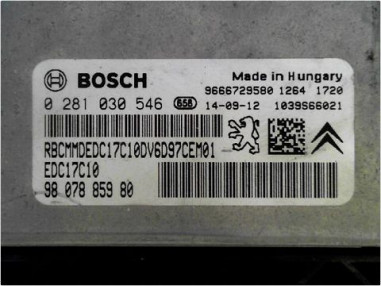 BOSCH Made in Hungary
9666729580 1264 1720
0 281 030 546 658 14-09-12 1039S66021
RBCMMDEDC17C10DV6D97CEM01
EDC17C10
98 078 859 80